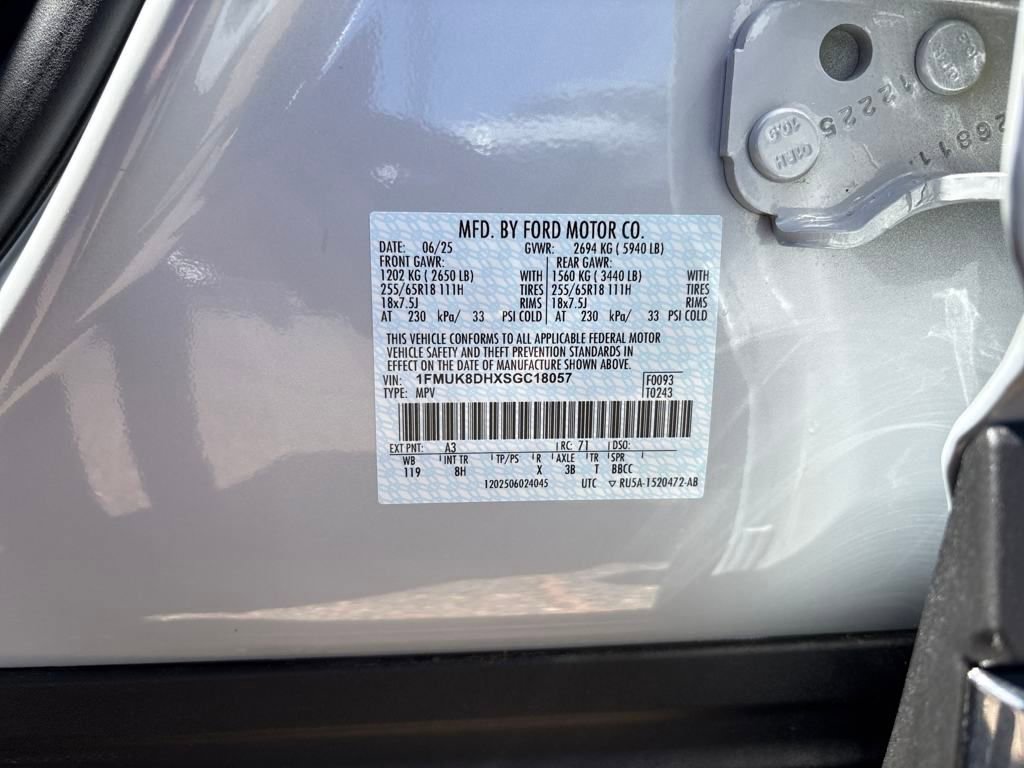 12225
26811.
10.9
MFD. BY FORD MOTOR CO.
DATE: 06/25 GVWR: 2694 KG ( 5940 LB)
FRONT GAWR: REAR GAWR:
1202 KG ( 2650 LB) WITH 1560 KG ( 3440 LB) WITH
255/65R18 111H TIRES 255/65R18 111H TIRES
18x7.5J RIMS 18x7.5J RIMS
AT 230 kPa/ 33 PSI COLD AT 230 kPa/ 33 PSI COLD
THIS VEHICLE CONFORMS TO ALL APPLICABLE FEDERAL MOTOR
VEHICLE SAFETY AND THEFT PREVENTION STANDARDS IN
EFFECT ON THE DATE OF MANUFACTURE SHOWN ABOVE.
VIN: 1FMUK8DHXSGC18057 F0093
TYPE: MPV T0243
EXT PNT: A3 RC: 71 DSO:
WB INT TR TP/PS R AXLE TR SPR
119 8H X 3B T BBCC
1202506024045 UTC ▽ RU5A-1520472-AB